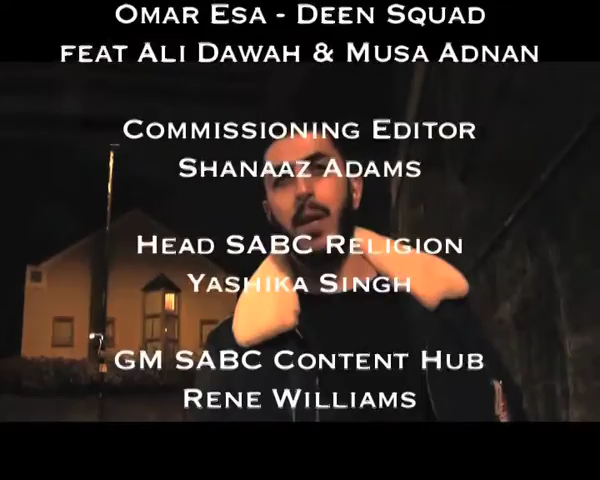 Omar Esa - Deen Squad
feat Ali Dawah & Musa Adnan
Commissioning Editor
Shanaaz Adams
Head SABC Religion
Yashika Singh
GM SABC Content Hub
Rene Williams